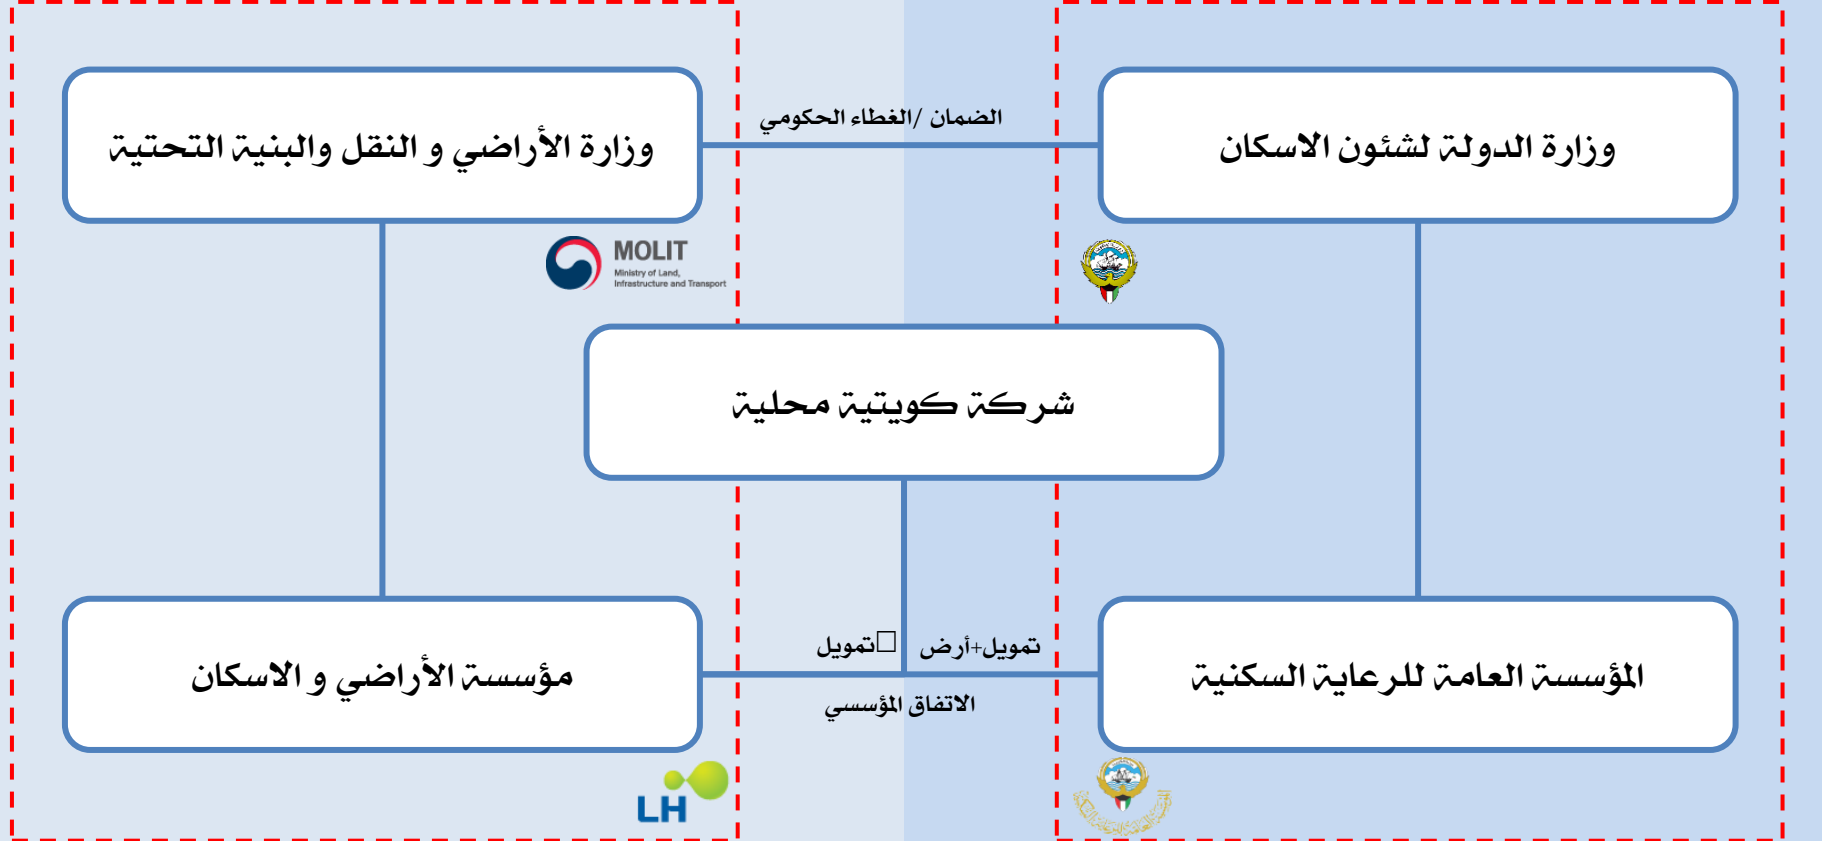 وزارة الدولة لشئون الاسكان
الضمان /الغطاء الحكومي
وزارة الأراضي و النقل والبنية التحتية
MOLIT
Ministry of Land,
Infrastructure and Transport
شركة كويتية محلية
المؤسسة العامة للرعاية السكنية
تمويل+أرض
تمويل
الاتفاق المؤسسي
مؤسسة الأراضي و الاسكان
LH